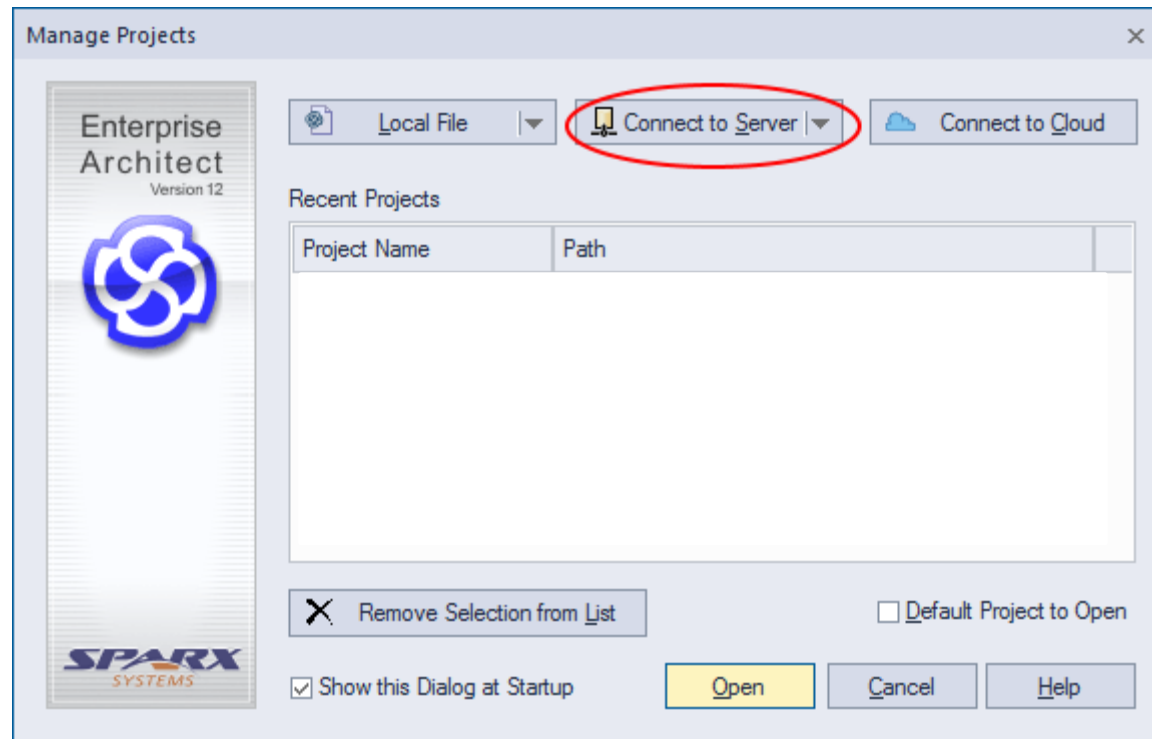 Manage Projects
Enterprise
Architect
Version 12
Local File
Connect to Server
Connect to Cloud
Recent Projects
Project Name
Path
Remove Selection from List
Default Project to Open
SPARX
SYSTEMS
Show this Dialog at Startup
Open
Cancel
Help